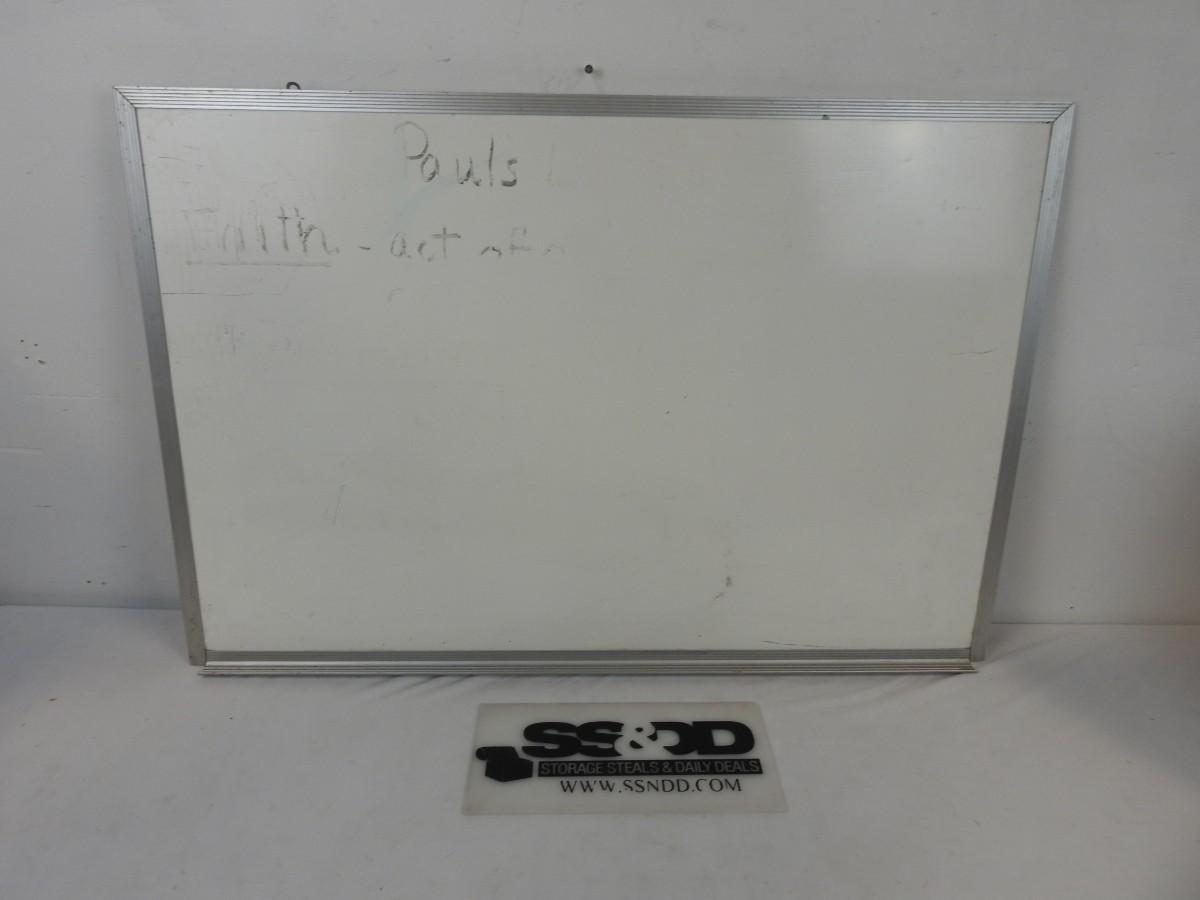 Pauls
Faith - act of
SS&DD
STORAGE STEALS & DAILY DEALS
WWW.SSNDD.COM